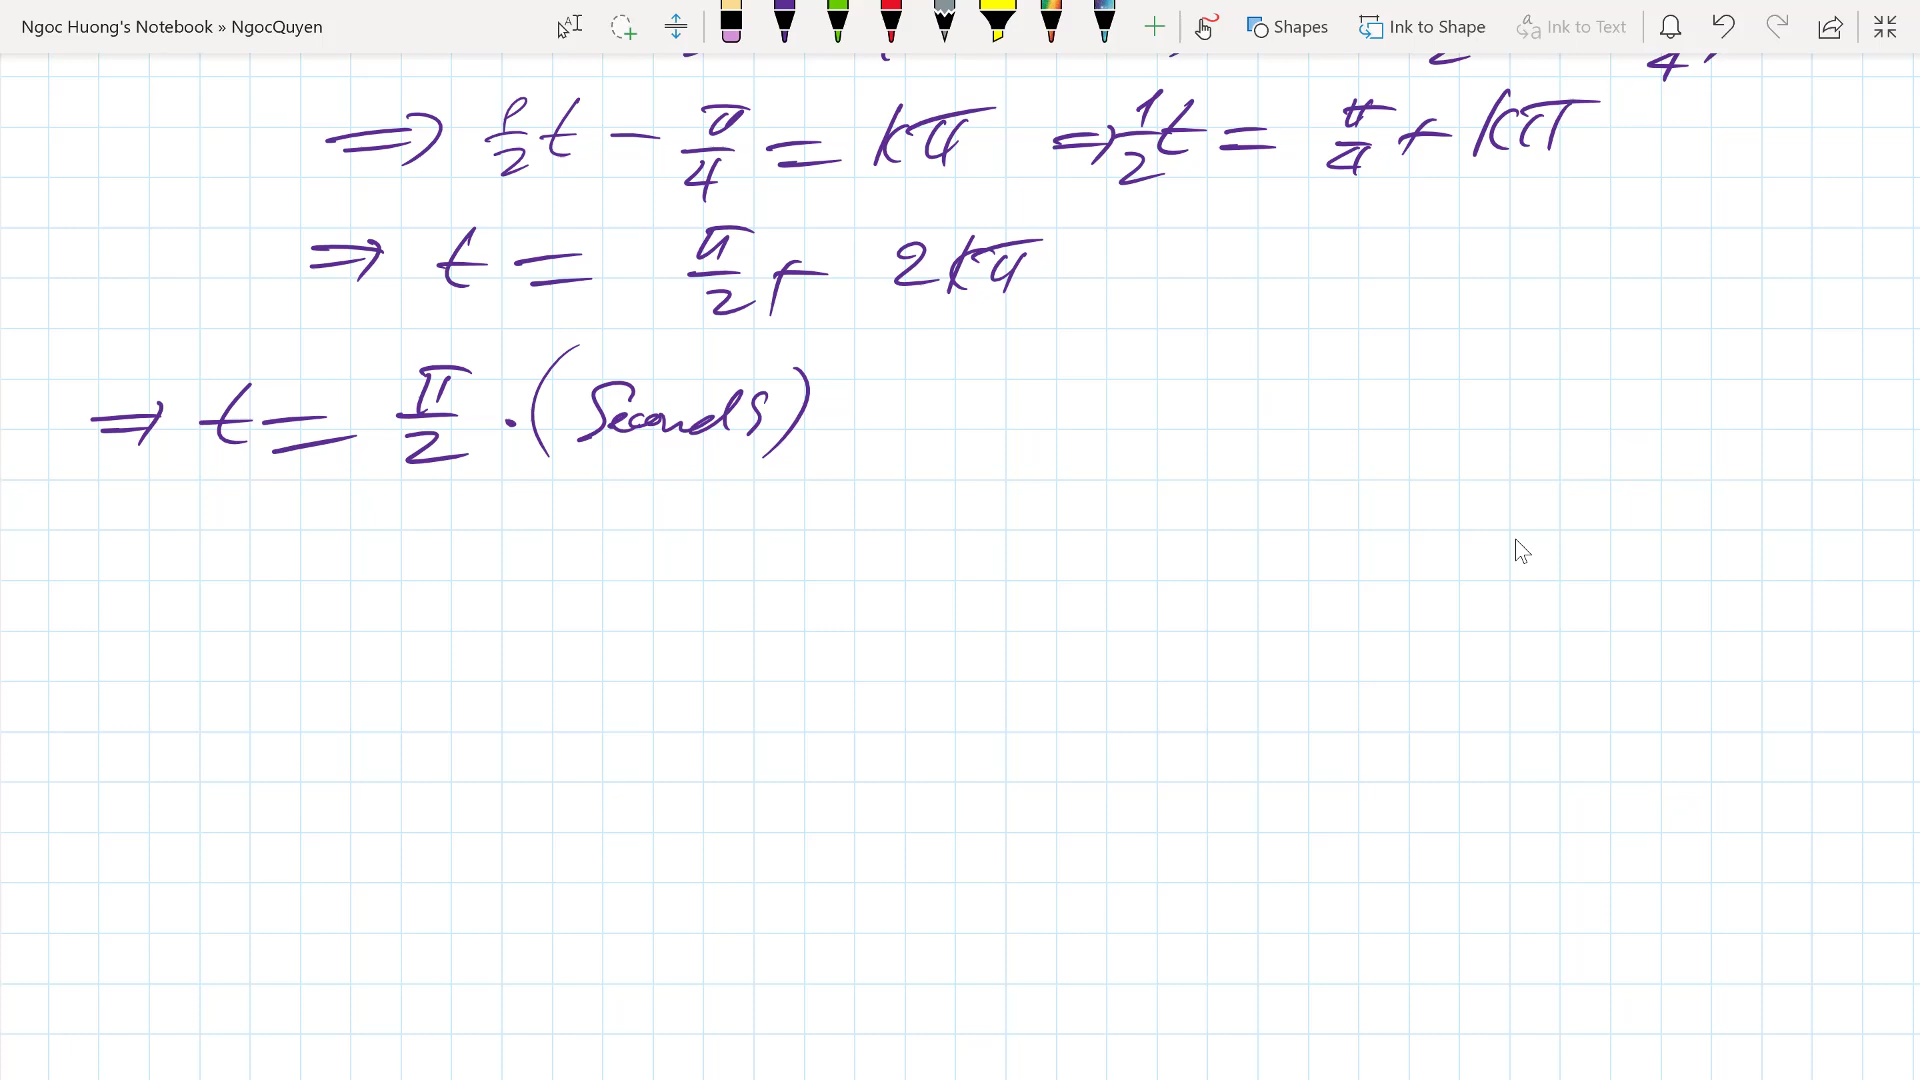 Ngoc Huong's Notebook » NgocQuyen Shapes Ink to Shape Ink to Text
⇒ 1/2 t − π/4 = kπ ⇒ 1/2 t = π/4 + kπ
⇒ t = π/2 + 2kπ
⇒ t = π/2 . (Seconds)